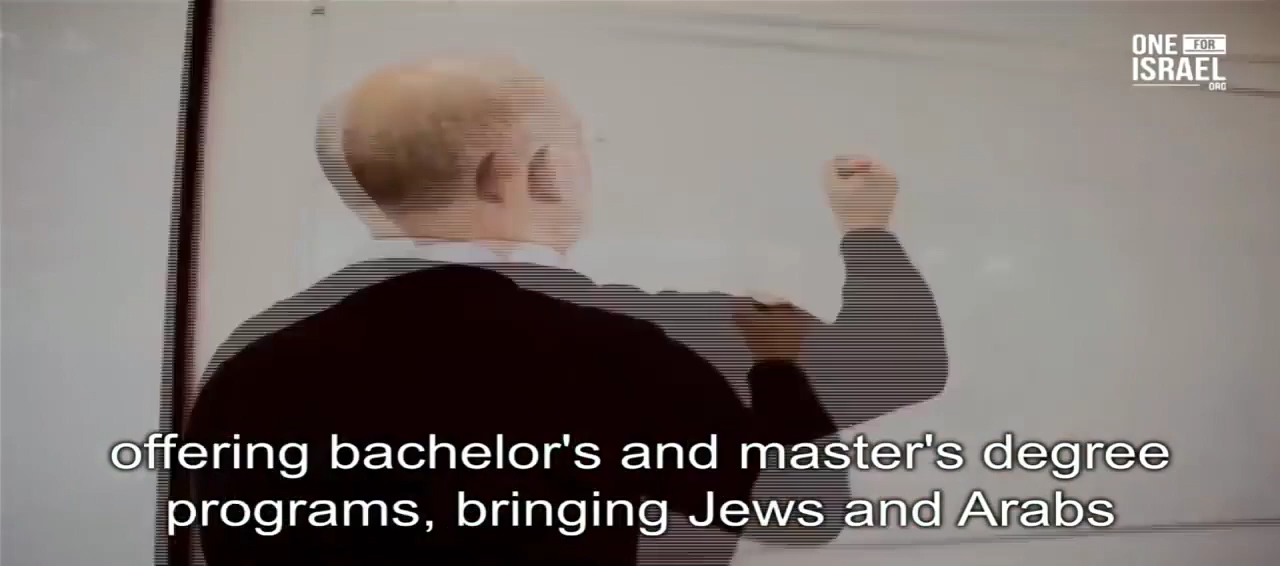 ONE FOR
ISRAEL
ORG
offering bachelor's and master's degree
programs, bringing Jews and Arabs